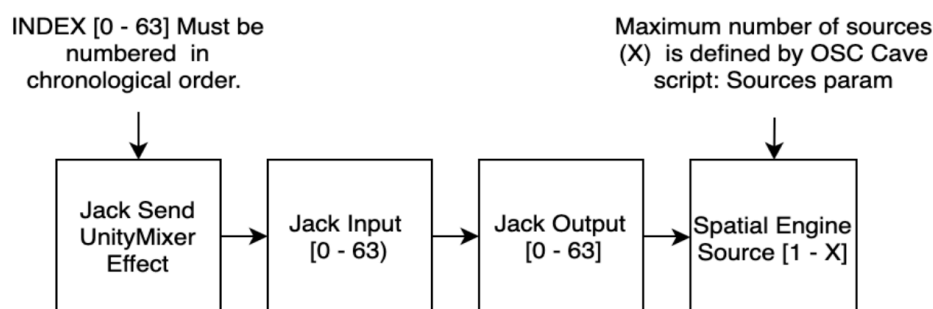 INDEX [0 - 63] Must be
numbered in
chronological order.
Maximum number of sources
(X) is defined by OSC Cave
script: Sources param
Jack Send
UnityMixer
Effect
Jack Input
[0 - 63)
Jack Output
[0 - 63]
Spatial Engine
Source [1 - X]